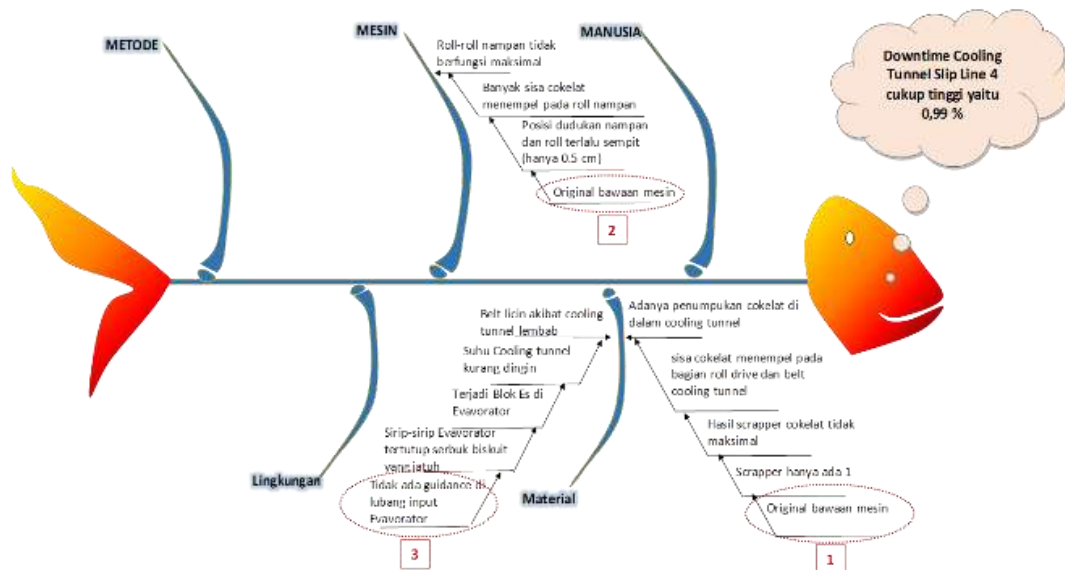 METODE
MESIN
MANUSIA
Roll-roll nampan tidak
berfungsi maksimal
Banyak sisa cokelat
menempel pada roll nampan
Posisi dudukan nampan
dan roll terlalu sempit
(hanya 0.5 cm)
Original bawaan mesin
2
Downtime Cooling
Tunnel Slip Line 4
cukup tinggi yaitu
0,99 %
Belt licin akibat cooling
tunnel lembab
Suhu Cooling tunnel
kurang dingin
Terjadi Blok Es di
Evavorator
Sirip-sirip Evavorator
tertutup serbuk biskuit
yang jatuh
Tidak ada guidance di
lubang input
Evavorator
3
Lingkungan
Material
Adanya penumpukan cokelat di
dalam cooling tunnel
sisa cokelat menempel pada
bagian roll drive dan belt
cooling tunnel
Hasil scrapper cokelat tidak
maksimal
Scrapper hanya ada 1
Original bawaan mesin
1